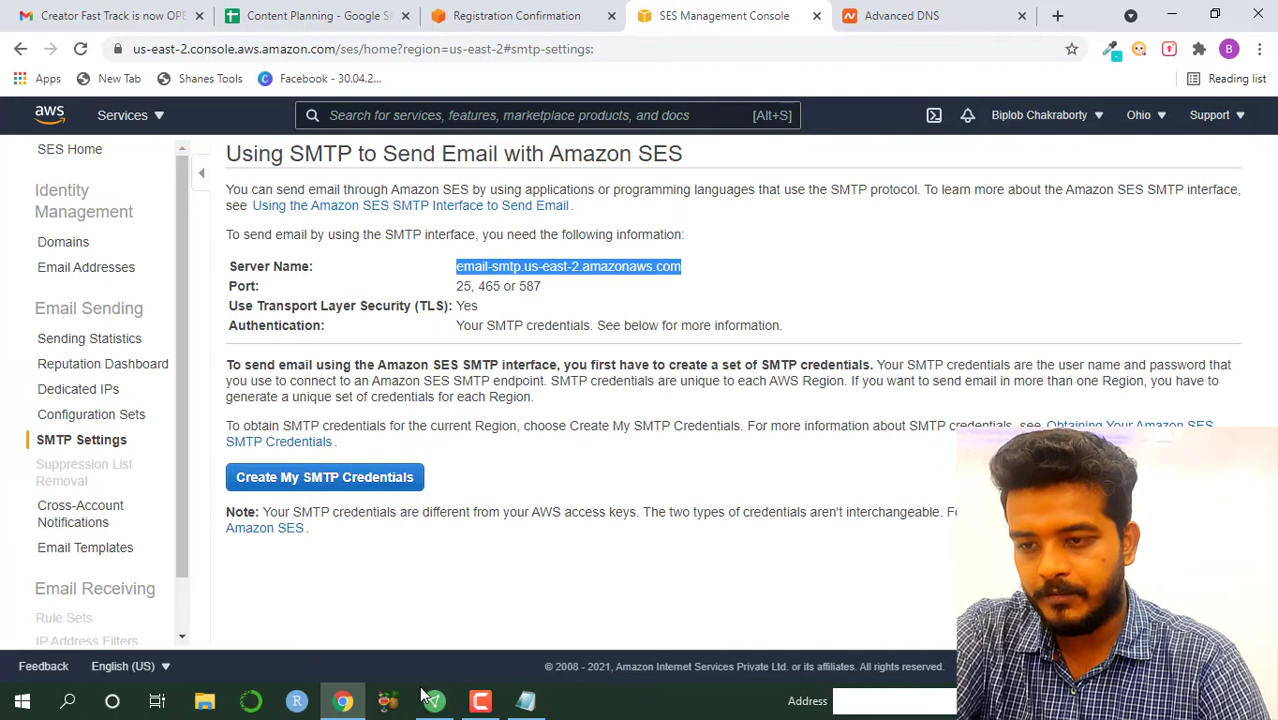 Creator Fast Track is now OPE
Content Planning - Google S
Registration Confirmation
SES Management Console
Advanced DNS
us-east-2.console.aws.amazon.com/ses/home?region=us-east-2#smtp-settings:
B
Apps
New Tab
Shanes Tools
Facebook - 30.04.2...
Reading list
aws
Services
Search for services, features, marketplace products, and docs
[Alt+S]
Biplob Chakraborty
Ohio
Support
SES Home
Identity
Management
Domains
Email Addresses
Email Sending
Sending Statistics
Reputation Dashboard
Dedicated IPs
Configuration Sets
SMTP Settings
Suppression List
Removal
Cross-Account
Notifications
Email Templates
Email Receiving
Rule Sets
IP Address Filters
Using SMTP to Send Email with Amazon SES
You can send email through Amazon SES by using applications or programming languages that use the SMTP protocol. To learn more about the Amazon SES SMTP interface,
see Using the Amazon SES SMTP Interface to Send Email.
To send email by using the SMTP interface, you need the following information:
Server Name: email-smtp.us-east-2.amazonaws.com
Port: 25, 465 or 587
Use Transport Layer Security (TLS): Yes
Authentication: Your SMTP credentials. See below for more information.
To send email using the Amazon SES SMTP interface, you first have to create a set of SMTP credentials. Your SMTP credentials are the user name and password that
you use to connect to an Amazon SES SMTP endpoint. SMTP credentials are unique to each AWS Region. If you want to send email in more than one Region, you have to
generate a unique set of credentials for each Region.
To obtain SMTP credentials for the current Region, choose Create My SMTP Credentials. For more information about SMTP credentials, see Obtaining Your Amazon SES
SMTP Credentials.
Create My SMTP Credentials
Note: Your SMTP credentials are different from your AWS access keys. The two types of credentials aren't interchangeable.
Amazon SES.
Feedback
English (US)
© 2008 - 2021, Amazon Internet Services Private Ltd. or its affiliates. All rights reserved.
R
Address